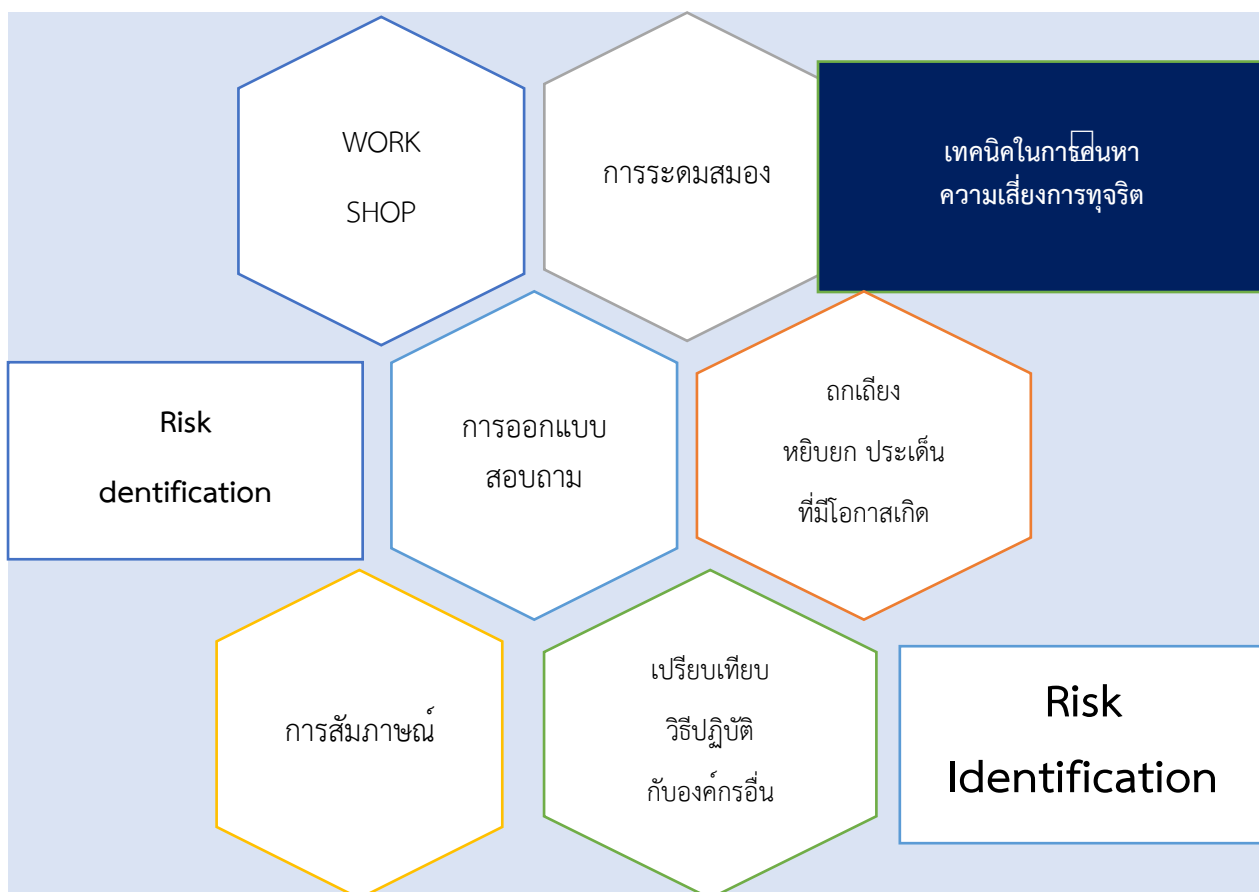 WORK
SHOP
การระดมสมอง
เทคนิคในการค้นหา
ความเสี่ยงการทุจริต
Risk
dentification
การออกแบบ
สอบถาม
ถกเถียง
หยิบยก ประเด็น
ที่มีโอกาสเกิด
การสัมภาษณ์
เปรียบเทียบ
วิธีปฏิบัติ
กับองค์กรอื่น
Risk
Identification